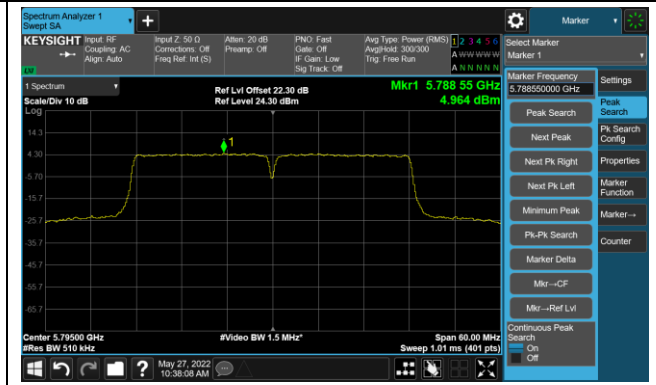 Spectrum Analyzer 1
Swept SA
Marker
KEYSIGHT
Input: RF
Coupling: AC
Align: Auto
Input Z: 50 Ω
Corrections: Off
Freq Ref: Int (S)
Atten: 20 dB
Preamp: Off
PNO: Fast
Gate: Off
IF Gain: Low
Sig Track: Off
Avg Type: Power (RMS)
Avg|Hold: 300/300
Trig: Free Run
1 2 3 4 5 6
A W W W W W
A N N N N N
Select Marker
Marker 1
LXI
1 Spectrum
Scale/Div 10 dB
Log
Ref Lvl Offset 22.30 dB
Ref Level 24.30 dBm
Mkr1 5.788 55 GHz
4.964 dBm
14.3
4.30
-5.70
-15.7
-25.7
-35.7
-45.7
-55.7
-65.7
1
Center 5.79500 GHz
#Res BW 510 kHz
#Video BW 1.5 MHz*
Span 60.00 MHz
Sweep 1.01 ms (401 pts)
Marker Frequency
5.788550000 GHz
Peak Search
Next Peak
Next Pk Right
Next Pk Left
Minimum Peak
Pk-Pk Search
Marker Delta
Mkr→CF
Mkr→Ref Lvl
Continuous Peak
Search
On
Off
Settings
Peak
Search
Pk Search
Config
Properties
Marker
Function
Marker→
Counter
?
May 27, 2022
10:38:08 AM